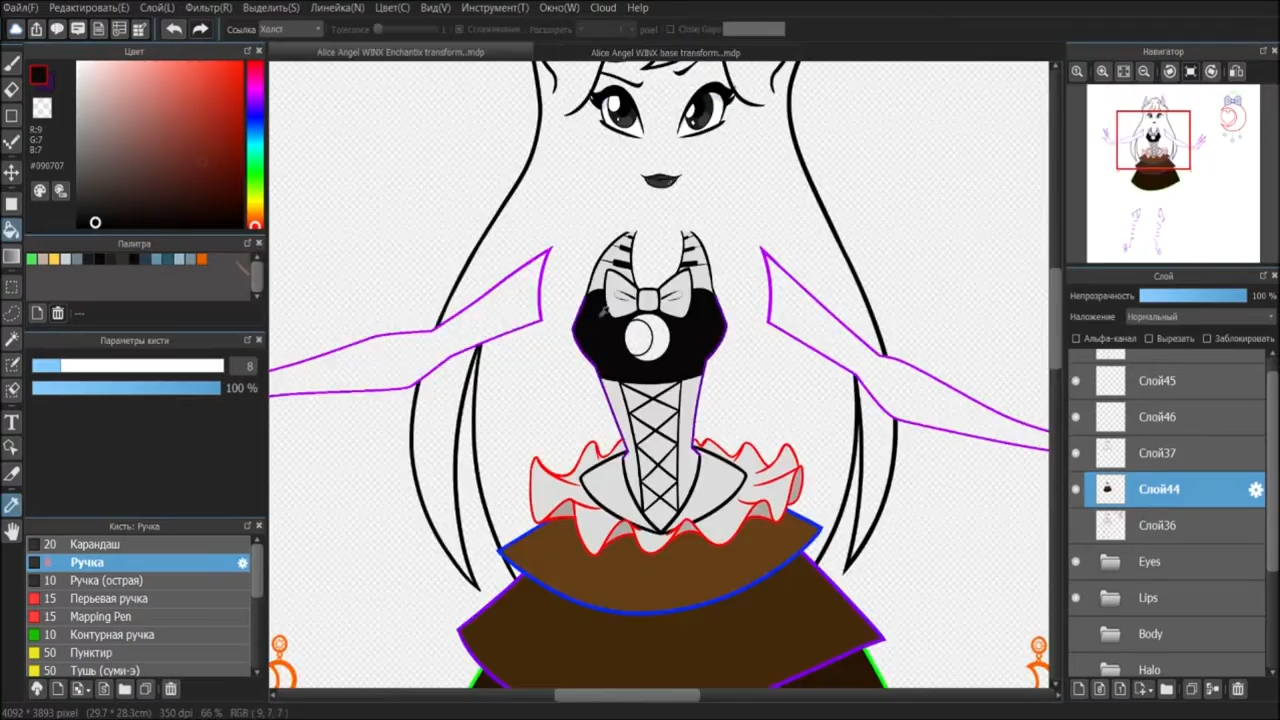 Файл(F) Редактировать(E) Слой(L) Фильтр(R) Выделить(S) Линейка(N) Цвет(C) Вид(V) Инструмент(T) Окно(W) Cloud Help
Ссылка Холст Tolerance 1 Сглаживание Расширить pixel Close Gaps
Цвет
Alice Angel WINX Enchantix transform..mdp
Alice Angel WINX base transform..mdp
Навигатор
R:9
G:7
B:7
#090707
Палитра
---
Параметры кисти
8
100 %
Кисть: Ручка
20 Карандаш
8 Ручка
10 Ручка (острая)
15 Перьевая ручка
15 Mapping Pen
10 Контурная ручка
50 Пунктир
50 Тушь (суми-э)
Слой
Непрозрачность 100 %
Наложение Нормальный
Альфа-канал Вырезать Заблокировать
Слой45
Слой46
Слой37
Слой44
Слой36
Eyes
Lips
Body
Halo
4092 * 3893 pixel (29.7 * 28.3cm) 350 dpi 66 % RGB ( 9, 7, 7 )